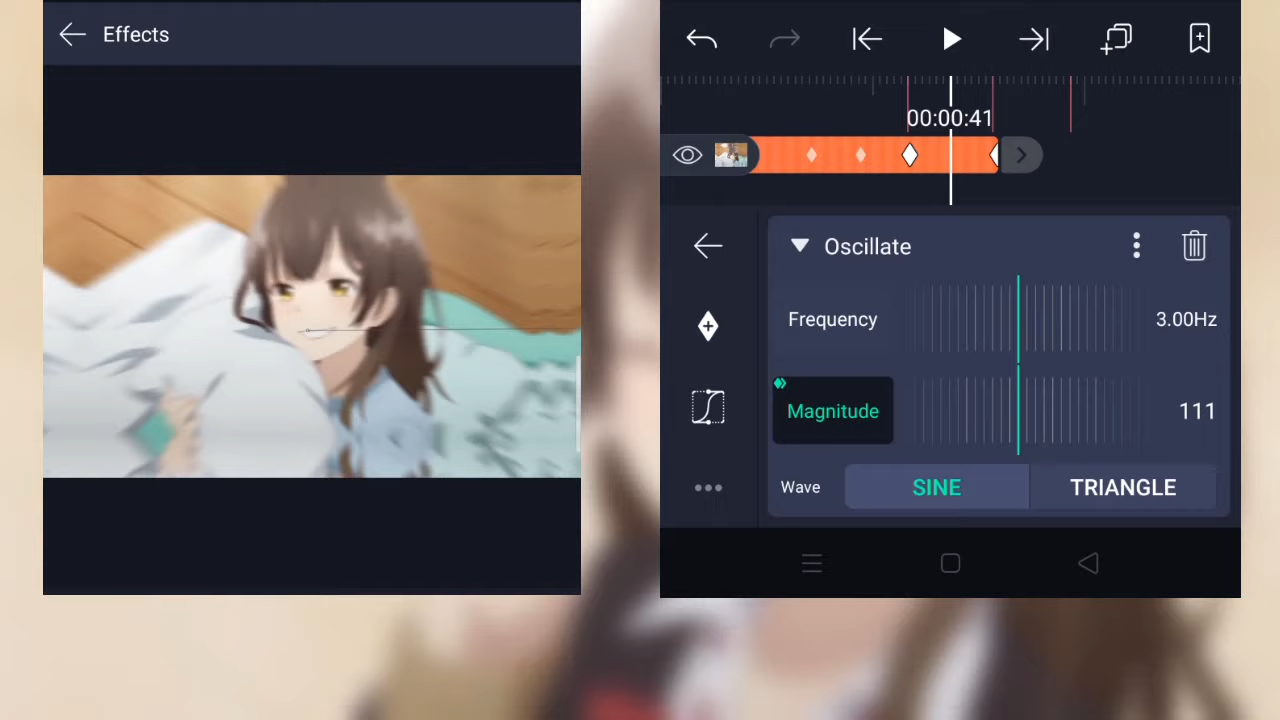 Effects
00:00:41
Oscillate
Frequency
3.00Hz
Magnitude
111
Wave
SINE
TRIANGLE